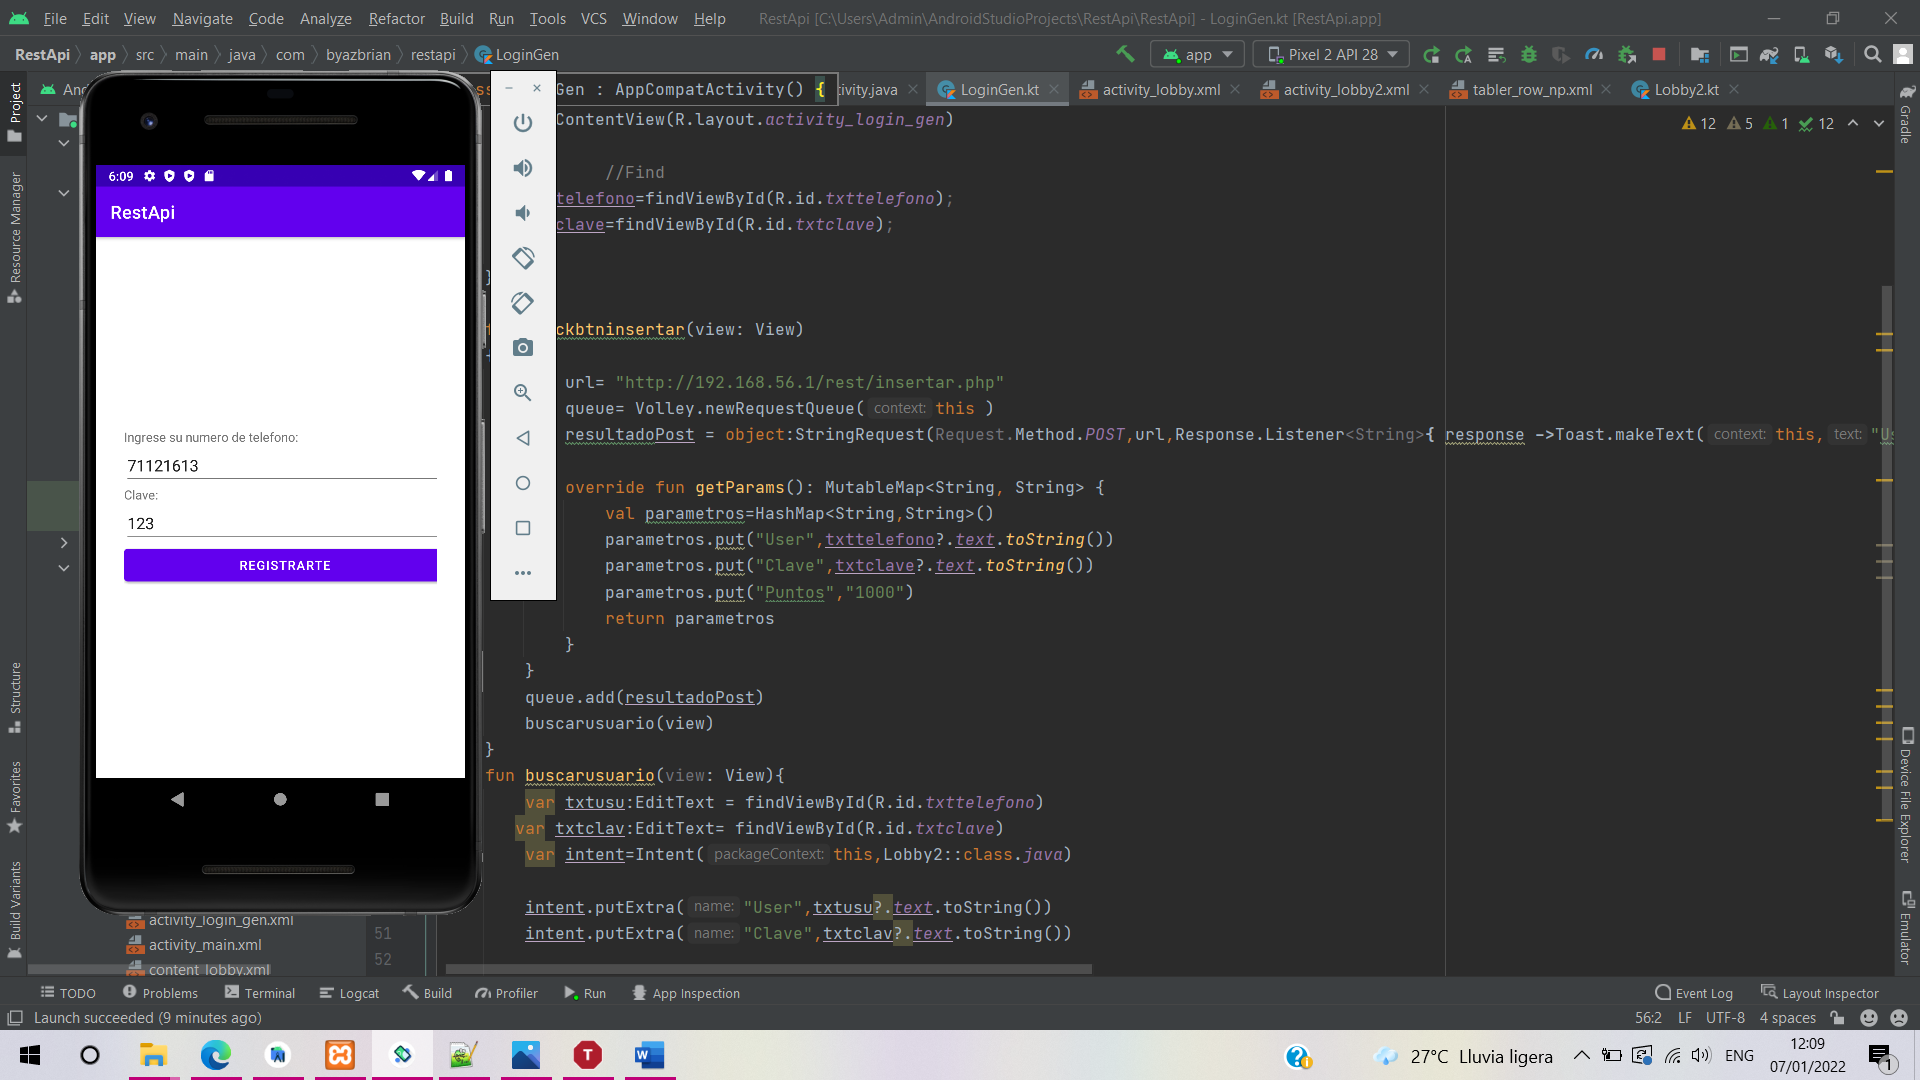 File Edit View Navigate Code Analyze Refactor Build Run Tools VCS Window Help RestApi [C:\Users\Admin\AndroidStudioProjects\RestApi\RestApi] - LoginGen.kt [RestApi.app]
RestApi app src main java com byazbrian restapi LoginGen app Pixel 2 API 28
Gen : AppCompatActivity() { ivity.java LoginGen.kt activity_lobby.xml activity_lobby2.xml tabler_row_np.xml Lobby2.kt
ContentView(R.layout.activity_login_gen)
12 5 1 12
//Find
telefono=findViewById(R.id.txttelefono);
clave=findViewById(R.id.txtclave);
}
ckbtninsertar(view: View)
url= "http://192.168.56.1/rest/insertar.php"
queue= Volley.newRequestQueue( context: this )
resultadoPost = object:StringRequest(Request.Method.POST,url,Response.Listener<String>{ response ->Toast.makeText( context: this, text: "Us
override fun getParams(): MutableMap<String, String> {
val parametros=HashMap<String,String>()
parametros.put("User",txttelefono?.text.toString())
parametros.put("Clave",txtclave?.text.toString())
parametros.put("Puntos","1000")
return parametros
}
}
queue.add(resultadoPost)
buscarusuario(view)
}
fun buscarusuario(view: View){
var txtusu:EditText = findViewById(R.id.txttelefono)
var txtclav:EditText= findViewById(R.id.txtclave)
var intent=Intent( packageContext: this,Lobby2::class.java)
intent.putExtra( name: "User",txtusu?.text.toString())
intent.putExtra( name: "Clave",txtclav?.text.toString())
51
52
6:09
RestApi
Ingrese su numero de telefono:
71121613
Clave:
123
REGISTRARTE
activity_login_gen.xml
activity_main.xml
content_lobby.xml
Project
Resource Manager
Structure
Favorites
Build Variants
Gradle
Device File Explorer
Emulator
TODO Problems Terminal Logcat Build Profiler Run App Inspection Event Log Layout Inspector
Launch succeeded (9 minutes ago) 56:2 LF UTF-8 4 spaces
27°C Lluvia ligera ENG 12:09
07/01/2022
1